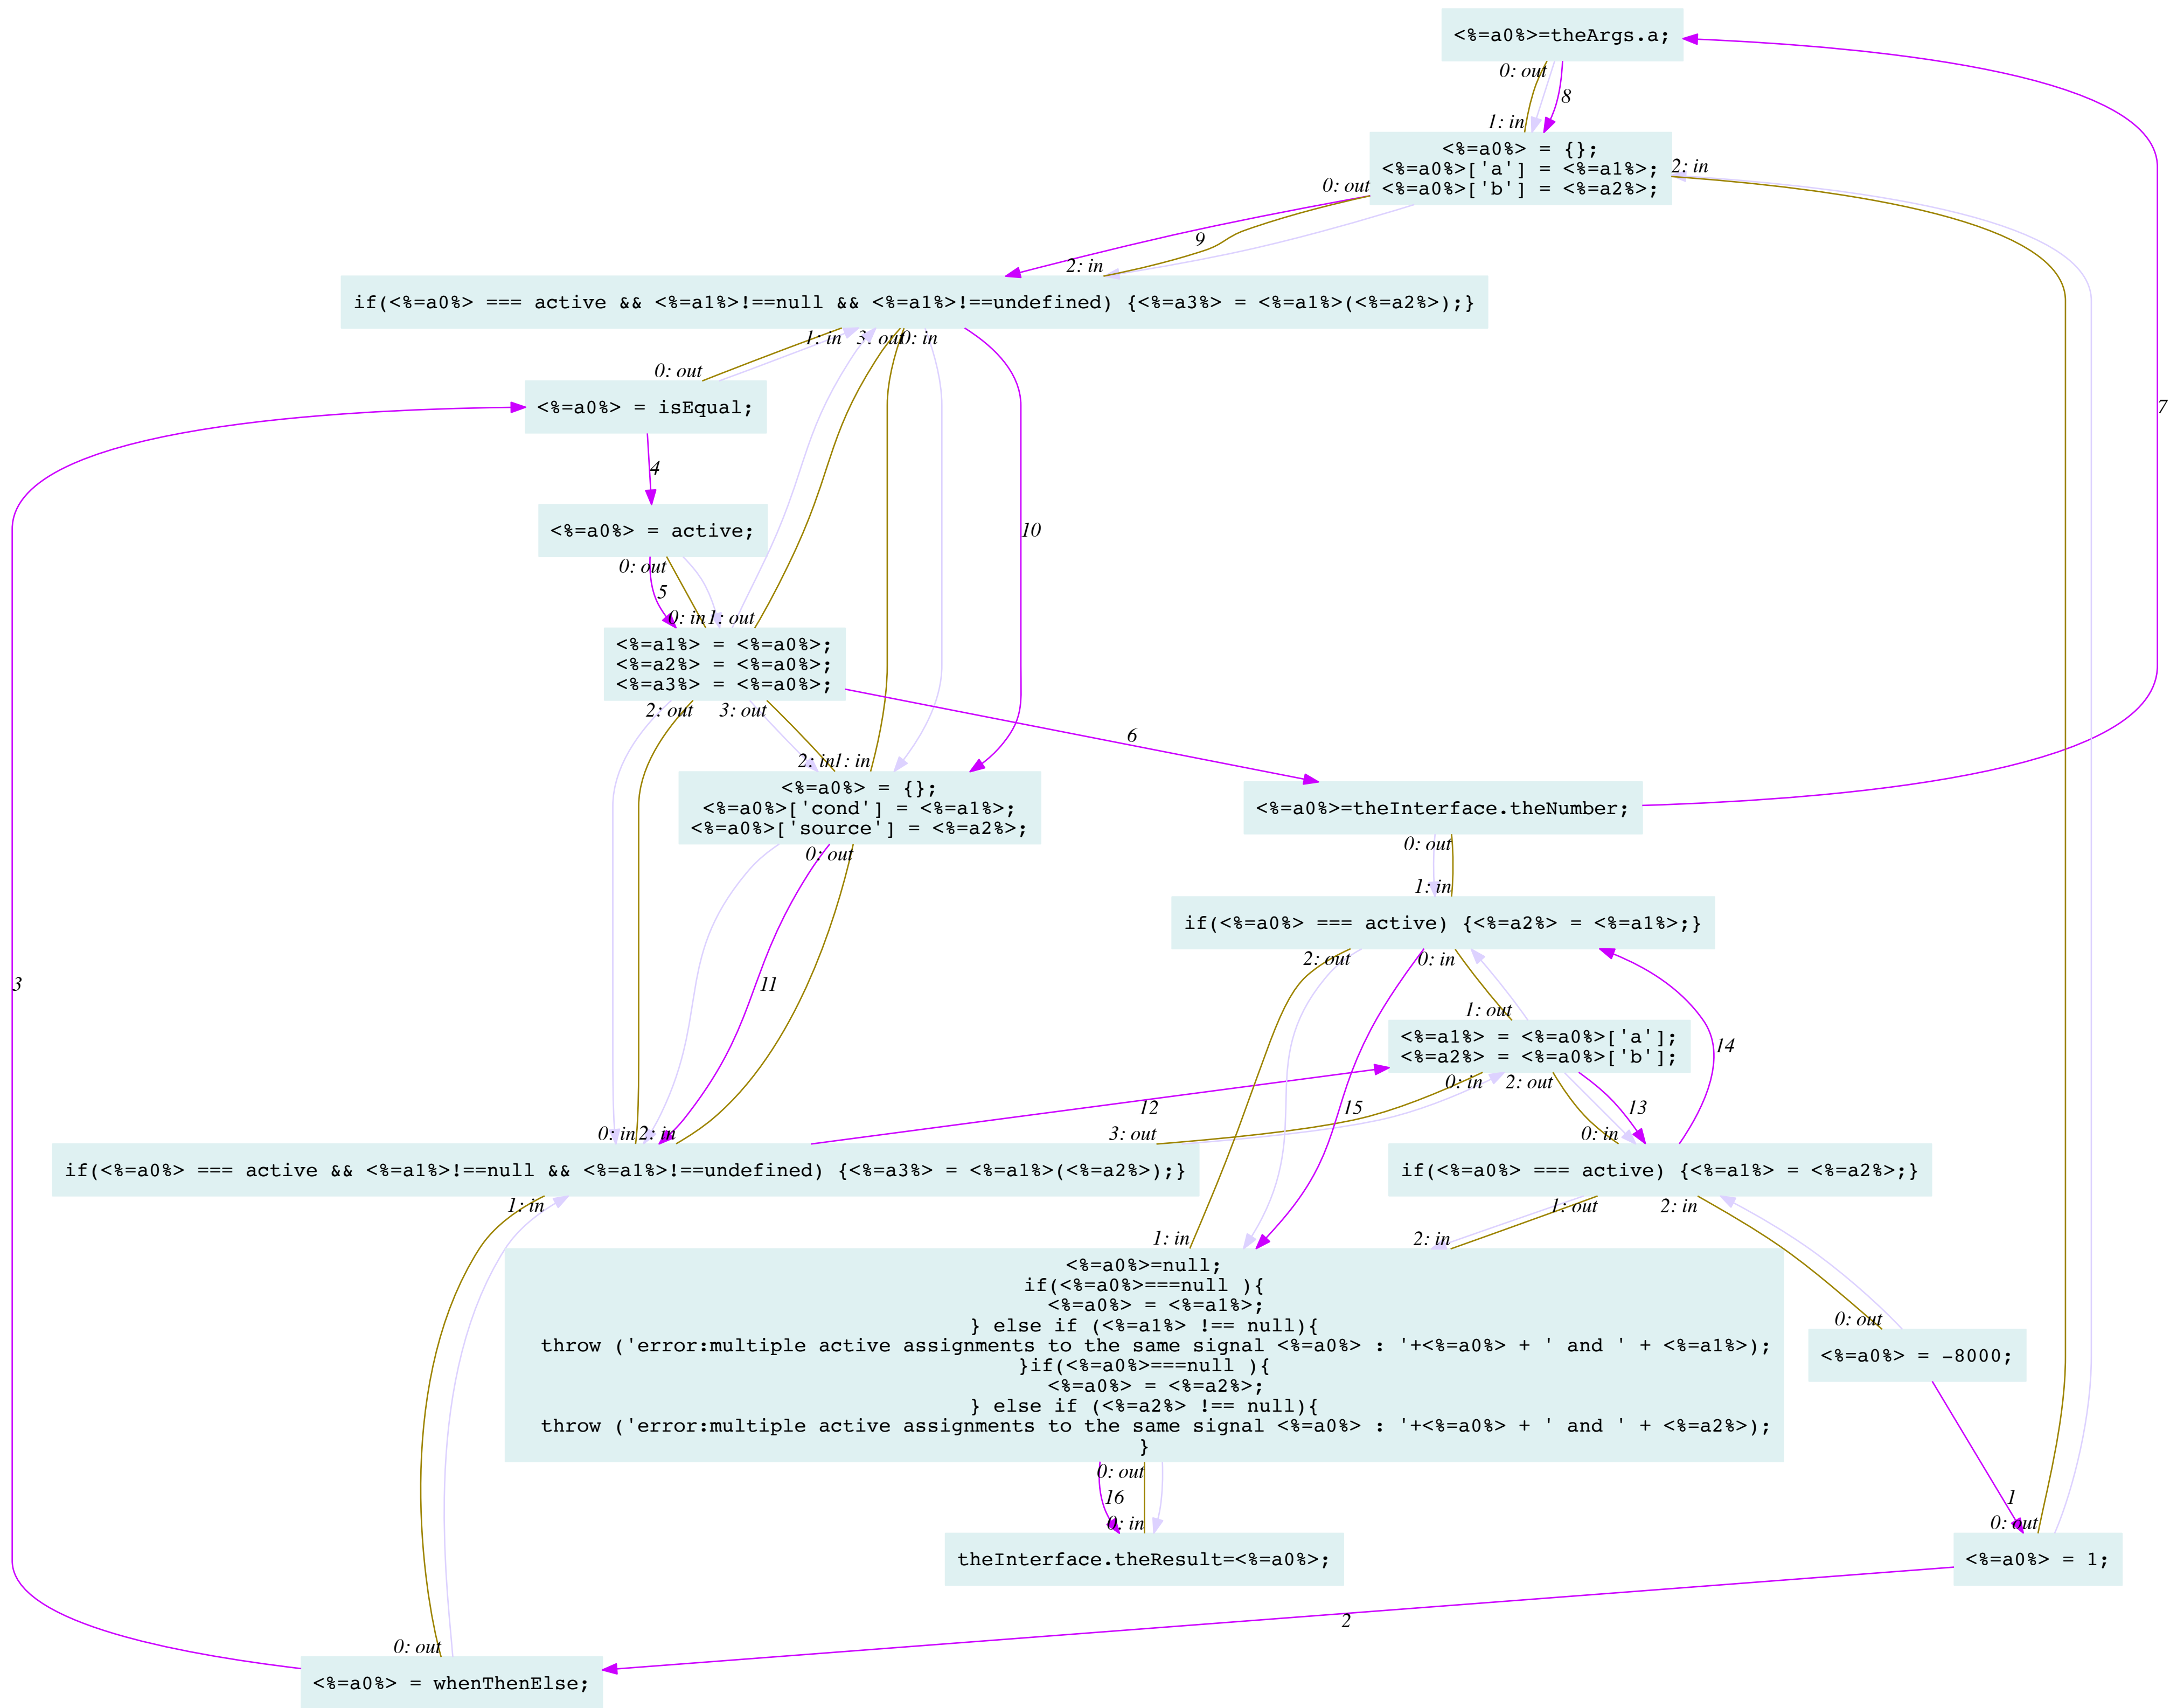 <%=a0%>=theArgs.a;
0: out
8
1: in
<%=a0%> = {};
<%=a0%>['a'] = <%=a1%>;
<%=a0%>['b'] = <%=a2%>;
2: in
0: out
9
2: in
if(<%=a0%> === active && <%=a1%>!==null && <%=a1%>!==undefined) {<%=a3%> = <%=a1%>(<%=a2%>);}
1: in
3: out
0: in
0: out
<%=a0%> = isEqual;
7
4
10
<%=a0%> = active;
0: out
5
0: in
1: out
<%=a1%> = <%=a0%>;
<%=a2%> = <%=a0%>;
<%=a3%> = <%=a0%>;
2: out
3: out
6
2: in
1: in
<%=a0%> = {};
<%=a0%>['cond'] = <%=a1%>;
<%=a0%>['source'] = <%=a2%>;
<%=a0%>=theInterface.theNumber;
0: out
0: out
1: in
if(<%=a0%> === active) {<%=a2%> = <%=a1%>;}
2: out
0: in
3
11
1: out
<%=a1%> = <%=a0%>['a'];
<%=a2%> = <%=a0%>['b'];
14
0: in
2: out
12
15
13
0: in
2: in
3: out
0: in
if(<%=a0%> === active && <%=a1%>!==null && <%=a1%>!==undefined) {<%=a3%> = <%=a1%>(<%=a2%>);}
if(<%=a0%> === active) {<%=a1%> = <%=a2%>;}
1: in
1: out
2: in
1: in
2: in
<%=a0%>=null;
if(<%=a0%>===null ){
<%=a0%> = <%=a1%>;
} else if (<%=a1%> !== null){
throw ('error:multiple active assignments to the same signal <%=a0%> : '+<%=a0%> + ' and ' + <%=a1%>);
}if(<%=a0%>===null ){
<%=a0%> = <%=a2%>;
} else if (<%=a2%> !== null){
throw ('error:multiple active assignments to the same signal <%=a0%> : '+<%=a0%> + ' and ' + <%=a2%>);
}
0: out
<%=a0%> = -8000;
0: out
16
1
0: in
0: out
theInterface.theResult=<%=a0%>;
<%=a0%> = 1;
2
0: out
<%=a0%> = whenThenElse;